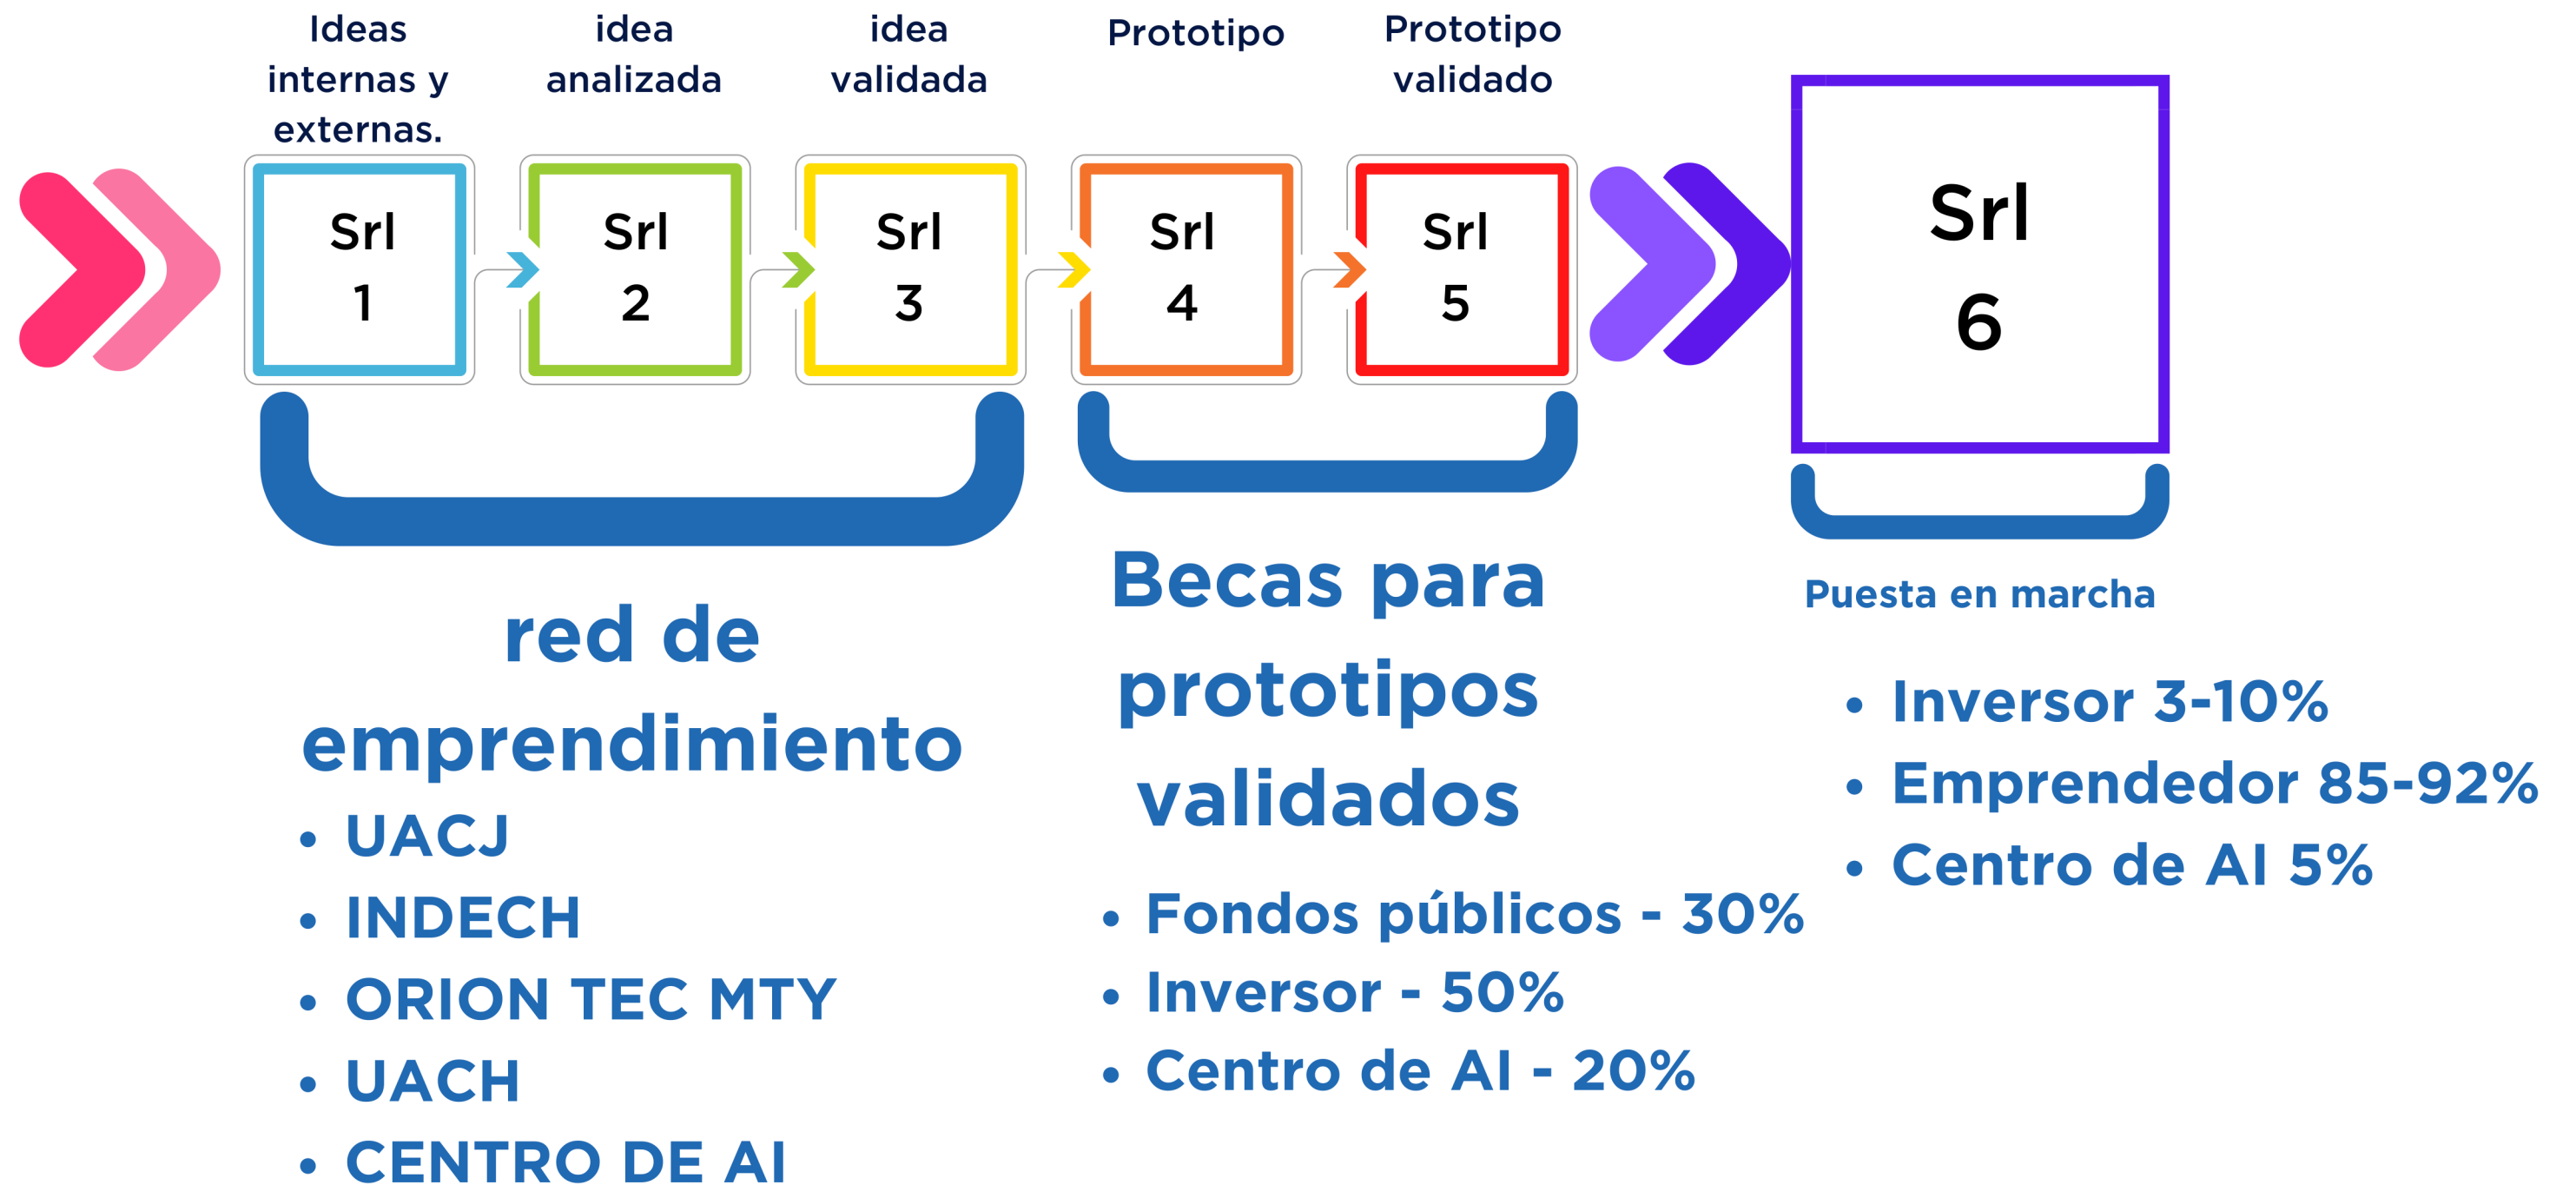 Ideas
internas y
externas.
idea
analizada
idea
validada
Prototipo
Prototipo
validado
Srl
1
Srl
2
Srl
3
Srl
4
Srl
5
Srl
6
red de
emprendimiento
• UACJ
• INDECH
• ORION TEC MTY
• UACH
• CENTRO DE AI
Becas para
prototipos
validados
• Fondos públicos - 30%
• Inversor - 50%
• Centro de AI - 20%
Puesta en marcha
• Inversor 3-10%
• Emprendedor 85-92%
• Centro de AI 5%